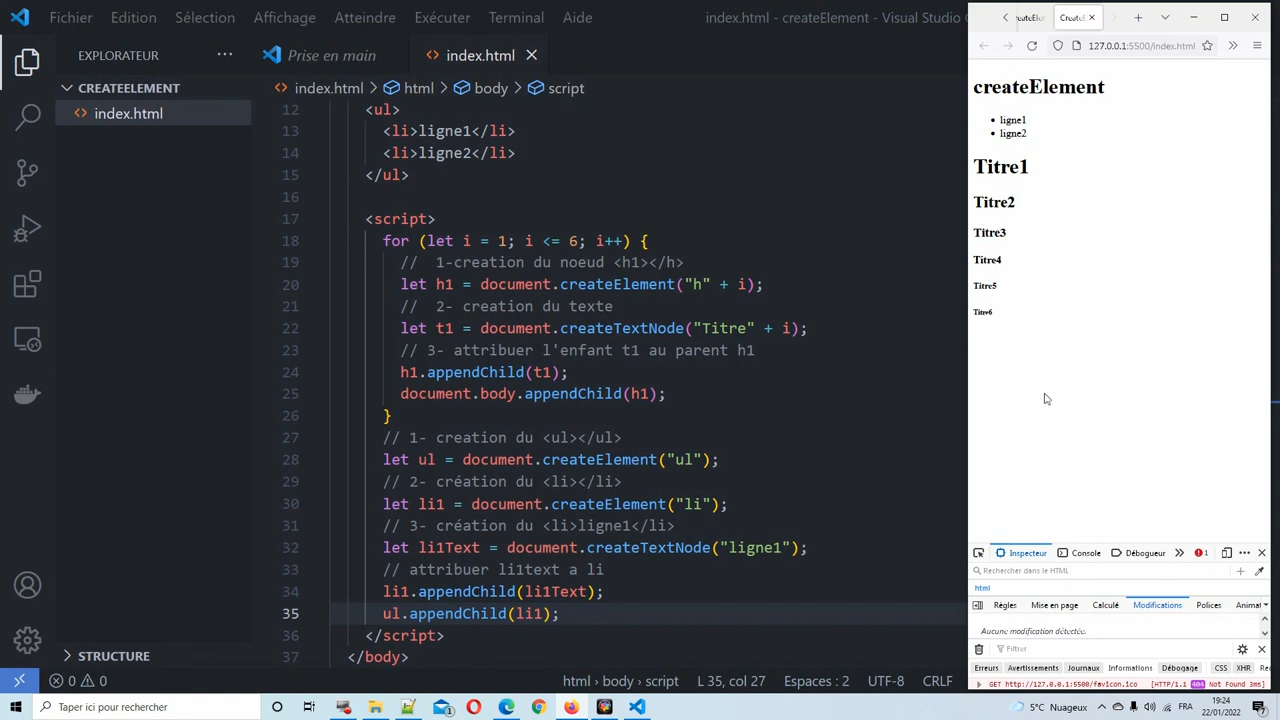 Fichier Edition Sélection Affichage Atteindre Exécuter Terminal Aide index.html - createElement - Visual Studio
EXPLORATEUR
CREATEELEMENT
index.html
STRUCTURE
Prise en main
index.html
index.html > html > body > script
12 <ul>
13 <li>ligne1</li>
14 <li>ligne2</li>
15 </ul>
16
17 <script>
18 for (let i = 1; i <= 6; i++) {
19 // 1-creation du noeud <h1></h>
20 let h1 = document.createElement("h" + i);
21 // 2- creation du texte
22 let t1 = document.createTextNode("Titre" + i);
23 // 3- attribuer l'enfant t1 au parent h1
24 h1.appendChild(t1);
25 document.body.appendChild(h1);
26 }
27 // 1- creation du <ul></ul>
28 let ul = document.createElement("ul");
29 // 2- création du <li></li>
30 let li1 = document.createElement("li");
31 // 3- création du <li>ligne1</li>
32 let li1Text = document.createTextNode("ligne1");
33 // attribuer li1text a li
34 li1.appendChild(li1Text);
35 ul.appendChild(li1);
36 </script>
37 </body>
0 0
html > body > script L 35, col 27 Espaces : 2 UTF-8 CRLF
CreateE
127.0.0.1:5500/index.html
createElement
ligne1
ligne2
Titre1
Titre2
Titre3
Titre4
Titre5
Titre6
Inspecteur Console Débogueur 1
Rechercher dans le HTML
html
Règles Mise en page Calculé Modifications Polices Animat
Aucune modification détectée.
Filtrer
Erreurs Avertissements Journaux Informations Débogage CSS XHR
GET http://127.0.0.1:5500/favicon.ico [HTTP/1.1 404 Not Found 3ms]
Taper ici pour rechercher
5°C Nuageux
FRA
19:24
22/01/2022